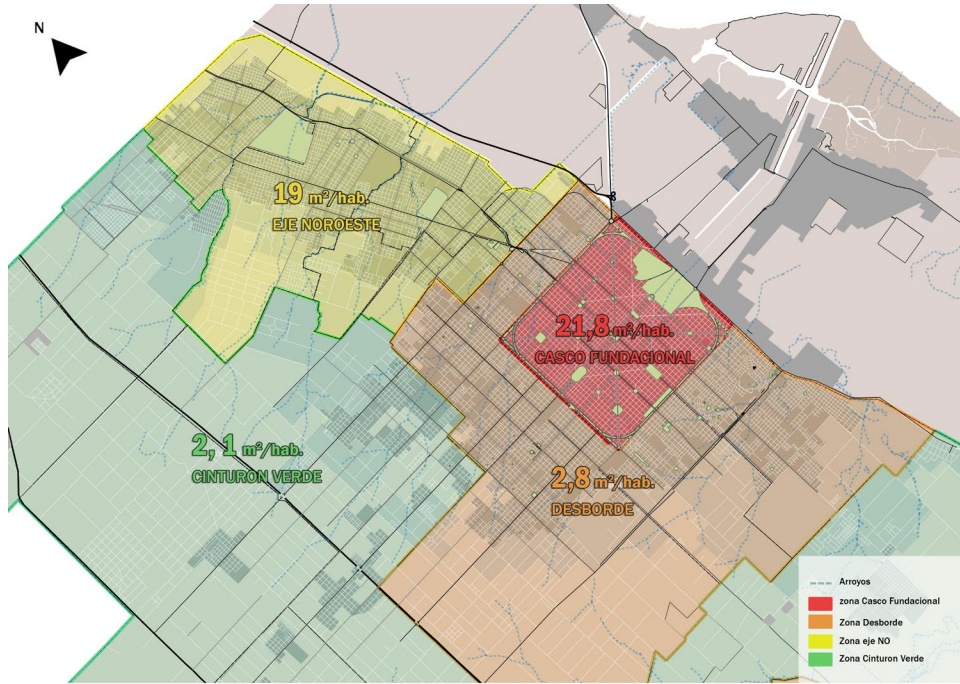 N
19 m²/hab.
EJE NOROESTE
21,8 m²/hab.
CASCO FUNDACIONAL
2, 1 m²/hab.
CINTURON VERDE
2,8 m²/hab.
DESBORDE
Arroyos
zona Casco Fundacional
Zona Desborde
Zona eje NO
Zona Cinturon Verde